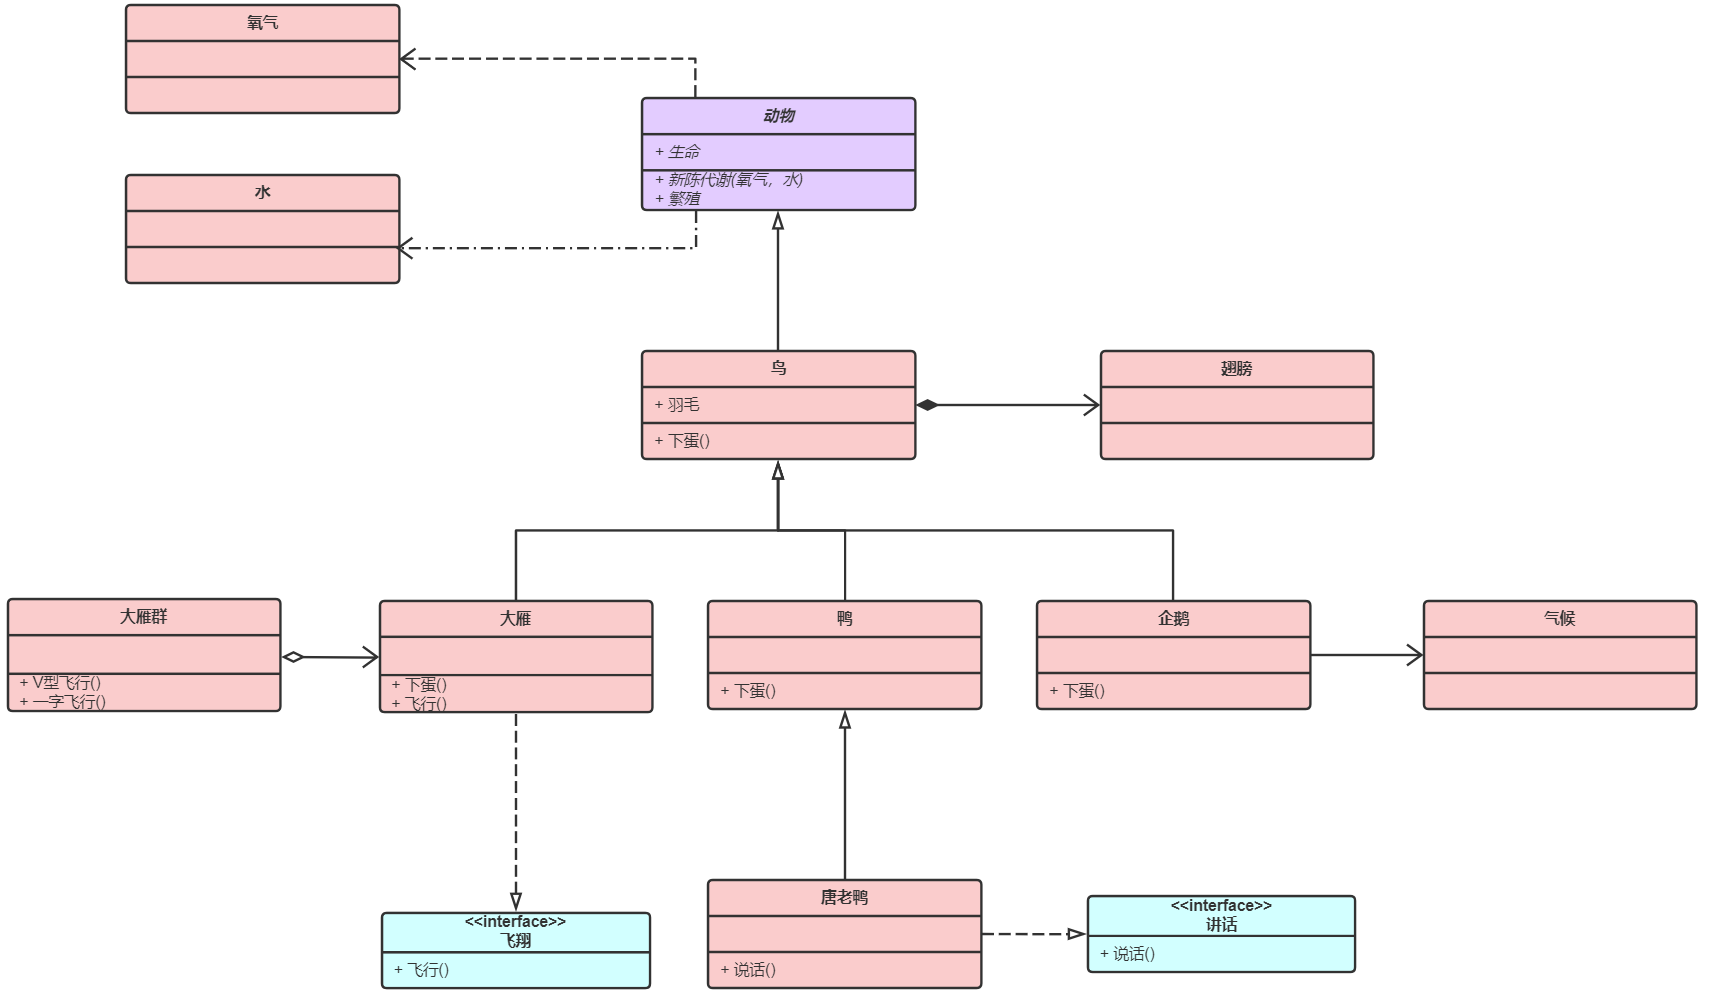 氧气
动物
+ 生命
+ 新陈代谢(氧气，水)
+ 繁殖
水
鸟
+ 羽毛
+ 下蛋()
翅膀
大雁群
+ V型飞行()
+ 一字飞行()
大雁
+ 下蛋()
+ 飞行()
鸭
+ 下蛋()
企鹅
+ 下蛋()
气候
<<interface>>
飞翔
+ 飞行()
唐老鸭
+ 说话()
<<interface>>
讲话
+ 说话()